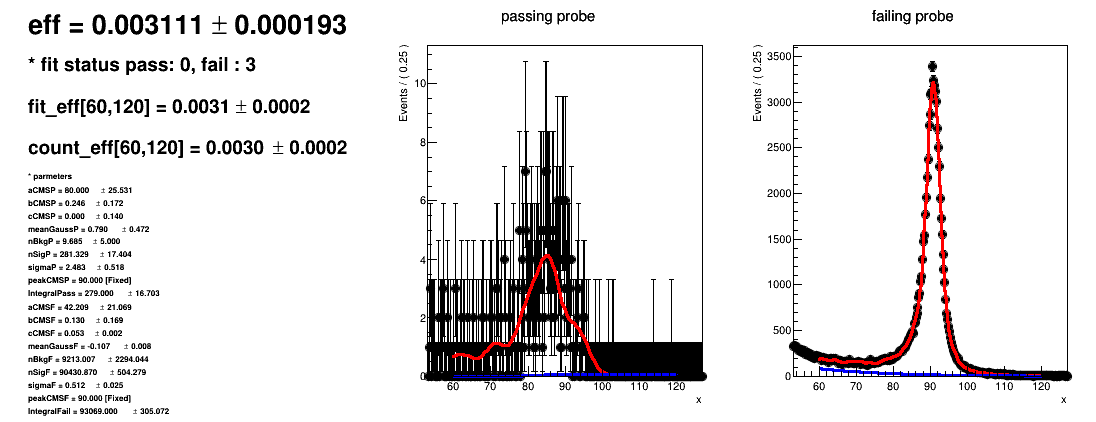 eff = 0.003111 ± 0.000193
* fit status pass: 0, fail : 3
fit_eff[60,120] = 0.0031 ± 0.0002
count_eff[60,120] = 0.0030 ± 0.0002
* parmeters
aCMSP = 80.000 ± 25.531
bCMSP = 0.246 ± 0.172
cCMSP = 0.000 ± 0.140
meanGaussP = 0.790 ± 0.472
nBkgP = 9.685 ± 5.000
nSigP = 281.329 ± 17.404
sigmaP = 2.483 ± 0.518
peakCMSP = 90.000 [Fixed]
IntegralPass = 279.000 ± 16.703
aCMSF = 42.209 ± 21.069
bCMSF = 0.130 ± 0.169
cCMSF = 0.053 ± 0.002
meanGaussF = -0.107 ± 0.008
nBkgF = 9213.007 ± 2294.044
nSigF = 90430.870 ± 504.279
sigmaF = 0.512 ± 0.025
peakCMSF = 90.000 [Fixed]
IntegralFail = 93069.000 ± 305.072
passing probe
Events / ( 0.25 )
10
8
6
4
2
0
60 70 80 90 100 110 120
x
failing probe
Events / ( 0.25 )
3500
3000
2500
2000
1500
1000
500
0
60 70 80 90 100 110 120
x